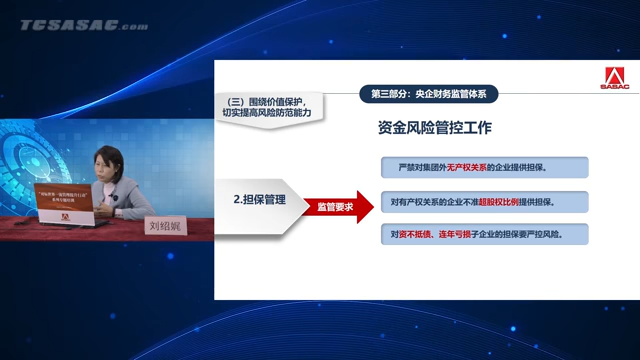 TCSASAC.com
(三)围绕价值保护，
切实提高风险防范能力
第三部分：央企财务监管体系
SASAC
资金风险管控工作
2.担保管理
监管要求
严禁对集团外无产权关系的企业提供担保。
对有产权关系的企业不准超股权比例提供担保。
对资不抵债、连年亏损子企业的担保要严控风险。
刘绍娓